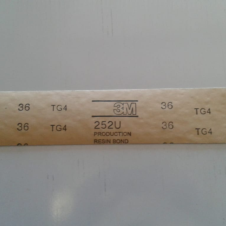 36 TG4 3M 36 TG4
36 TG4 252U 36 TG4
PRODUCTION
RESIN BOND